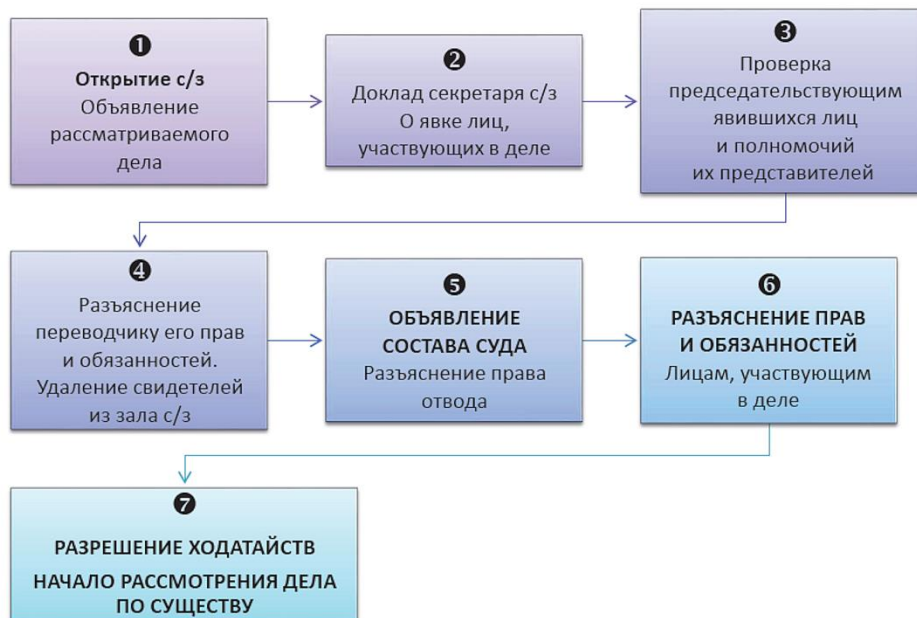 ❶
Открытие с/з
Объявление
рассматриваемого
дела
❷
Доклад секретаря с/з
О явке лиц,
участвующих в деле
❸
Проверка
председательствующим
явившихся лиц
и полномочий
их представителей
❹
Разъяснение
переводчику его прав
и обязанностей.
Удаление свидетелей
из зала с/з
❺
ОБЪЯВЛЕНИЕ
СОСТАВА СУДА
Разъяснение права
отвода
❻
РАЗЪЯСНЕНИЕ ПРАВ
И ОБЯЗАННОСТЕЙ
Лицам, участвующим
в деле
❼
РАЗРЕШЕНИЕ ХОДАТАЙСТВ
НАЧАЛО РАССМОТРЕНИЯ ДЕЛА
ПО СУЩЕСТВУ